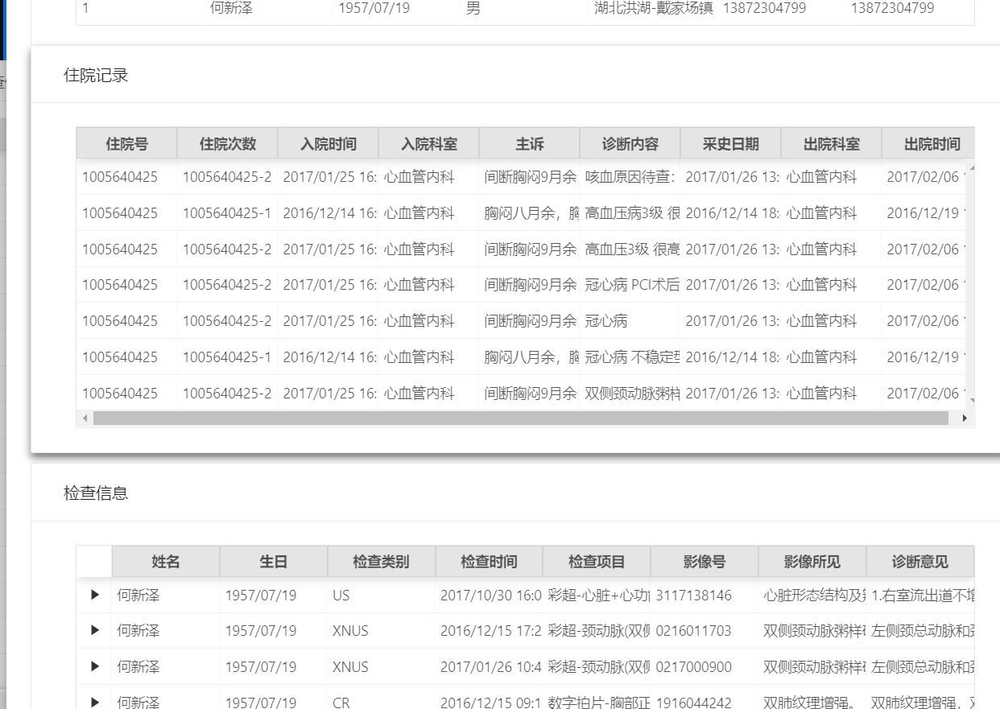 1 何新泽 1957/07/19 男 湖北洪湖-戴家场镇 13872304799 13872304799
住院记录
住院号 住院次数 入院时间 入院科室 主诉 诊断内容 采史日期 出院科室 出院时间
1005640425 1005640425-2 2017/01/25 16: 心血管内科 间断胸闷9月余 咳血原因待查: 2017/01/26 13: 心血管内科 2017/02/06
1005640425 1005640425-1 2016/12/14 16: 心血管内科 胸闷八月余，胸 高血压病3级 很 2016/12/14 18: 心血管内科 2016/12/19
1005640425 1005640425-2 2017/01/25 16: 心血管内科 间断胸闷9月余 高血压3级 很高 2017/01/26 13: 心血管内科 2017/02/06
1005640425 1005640425-2 2017/01/25 16: 心血管内科 间断胸闷9月余 冠心病 PCI术后 2017/01/26 13: 心血管内科 2017/02/06
1005640425 1005640425-2 2017/01/25 16: 心血管内科 间断胸闷9月余 冠心病 2017/01/26 13: 心血管内科 2017/02/06
1005640425 1005640425-1 2016/12/14 16: 心血管内科 胸闷八月余，胸 冠心病 不稳定型 2016/12/14 18: 心血管内科 2016/12/19
1005640425 1005640425-2 2017/01/25 16: 心血管内科 间断胸闷9月余 双侧颈动脉粥样 2017/01/26 13: 心血管内科 2017/02/06
检查信息
姓名 生日 检查类别 检查时间 检查项目 影像号 影像所见 诊断意见
何新泽 1957/07/19 US 2017/10/30 16:0 彩超-心脏+心功 3117138146 心脏形态结构及 1.右室流出道不增
何新泽 1957/07/19 XNUS 2016/12/15 17:2 彩超-颈动脉(双侧 0216011703 双侧颈动脉粥样 左侧颈总动脉和
何新泽 1957/07/19 XNUS 2017/01/26 10:4 彩超-颈动脉(双侧 0217000900 双侧颈动脉粥样 左侧颈总动脉和
何新泽 1957/07/19 CR 2016/12/15 09:1 数字拍片-胸部正 1916044242 双肺纹理增强。 双肺纹理增强，